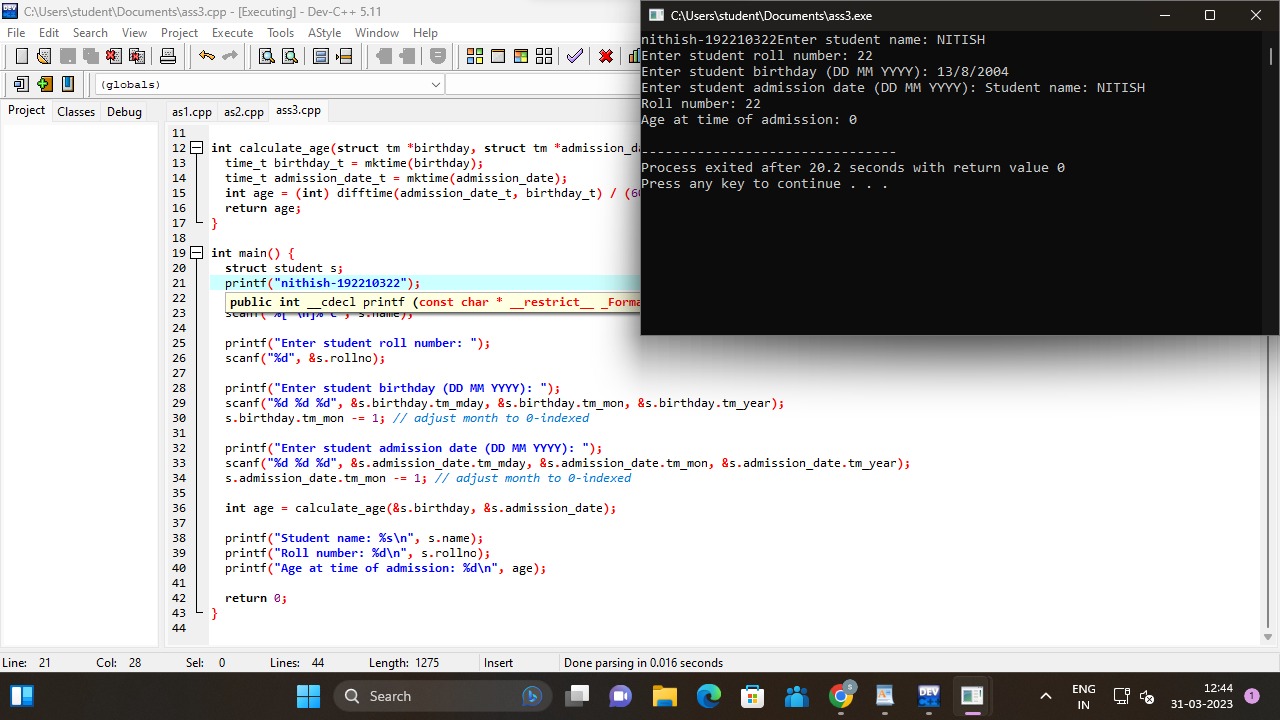 C:\Users\student\Documents\ass3.cpp - [Executing] - Dev-C++ 5.11
File Edit Search View Project Execute Tools AStyle Window Help
(globals)
Project Classes Debug
as1.cpp as2.cpp ass3.cpp
11
12 int calculate_age(struct tm *birthday, struct tm *admission_da
13 time_t birthday_t = mktime(birthday);
14 time_t admission_date_t = mktime(admission_date);
15 int age = (int) difftime(admission_date_t, birthday_t) / (60
16 return age;
17 }
18
19 int main() {
20 struct student s;
21 printf("nithish-192210322");
22 public int __cdecl printf (const char * __restrict__ _Forma
23 scanf("%[^\n]%*c", s.name);
24
25 printf("Enter student roll number: ");
26 scanf("%d", &s.rollno);
27
28 printf("Enter student birthday (DD MM YYYY): ");
29 scanf("%d %d %d", &s.birthday.tm_mday, &s.birthday.tm_mon, &s.birthday.tm_year);
30 s.birthday.tm_mon -= 1; // adjust month to 0-indexed
31
32 printf("Enter student admission date (DD MM YYYY): ");
33 scanf("%d %d %d", &s.admission_date.tm_mday, &s.admission_date.tm_mon, &s.admission_date.tm_year);
34 s.admission_date.tm_mon -= 1; // adjust month to 0-indexed
35
36 int age = calculate_age(&s.birthday, &s.admission_date);
37
38 printf("Student name: %s\n", s.name);
39 printf("Roll number: %d\n", s.rollno);
40 printf("Age at time of admission: %d\n", age);
41
42 return 0;
43 }
44
C:\Users\student\Documents\ass3.exe
nithish-192210322Enter student name: NITISH
Enter student roll number: 22
Enter student birthday (DD MM YYYY): 13/8/2004
Enter student admission date (DD MM YYYY): Student name: NITISH
Roll number: 22
Age at time of admission: 0
--------------------------------
Process exited after 20.2 seconds with return value 0
Press any key to continue . . .
Line: 21 Col: 28 Sel: 0 Lines: 44 Length: 1275 Insert Done parsing in 0.016 seconds
Search
DEV
S
ENG
IN
12:44
31-03-2023
1